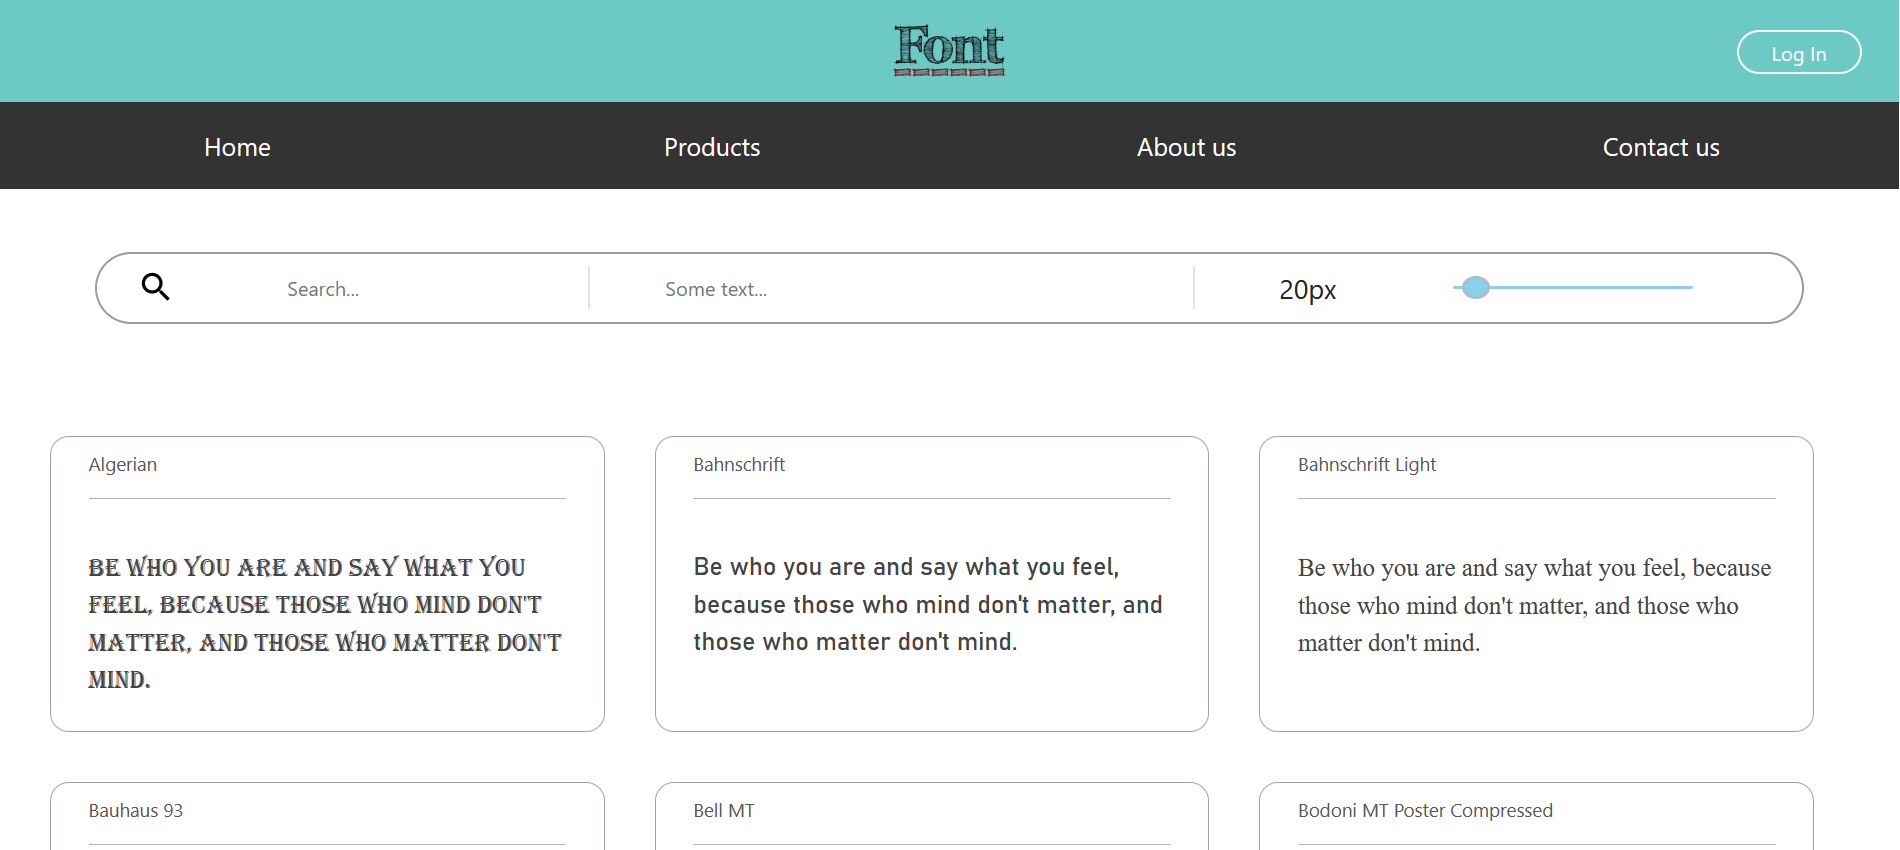 Font
Log In
Home Products About us Contact us
Search... Some text... 20px
Algerian
BE WHO YOU ARE AND SAY WHAT YOU
FEEL, BECAUSE THOSE WHO MIND DON'T
MATTER, AND THOSE WHO MATTER DON'T
MIND.
Bahnschrift
Be who you are and say what you feel,
because those who mind don't matter, and
those who matter don't mind.
Bahnschrift Light
Be who you are and say what you feel, because
those who mind don't matter, and those who
matter don't mind.
Bauhaus 93
Bell MT
Bodoni MT Poster Compressed